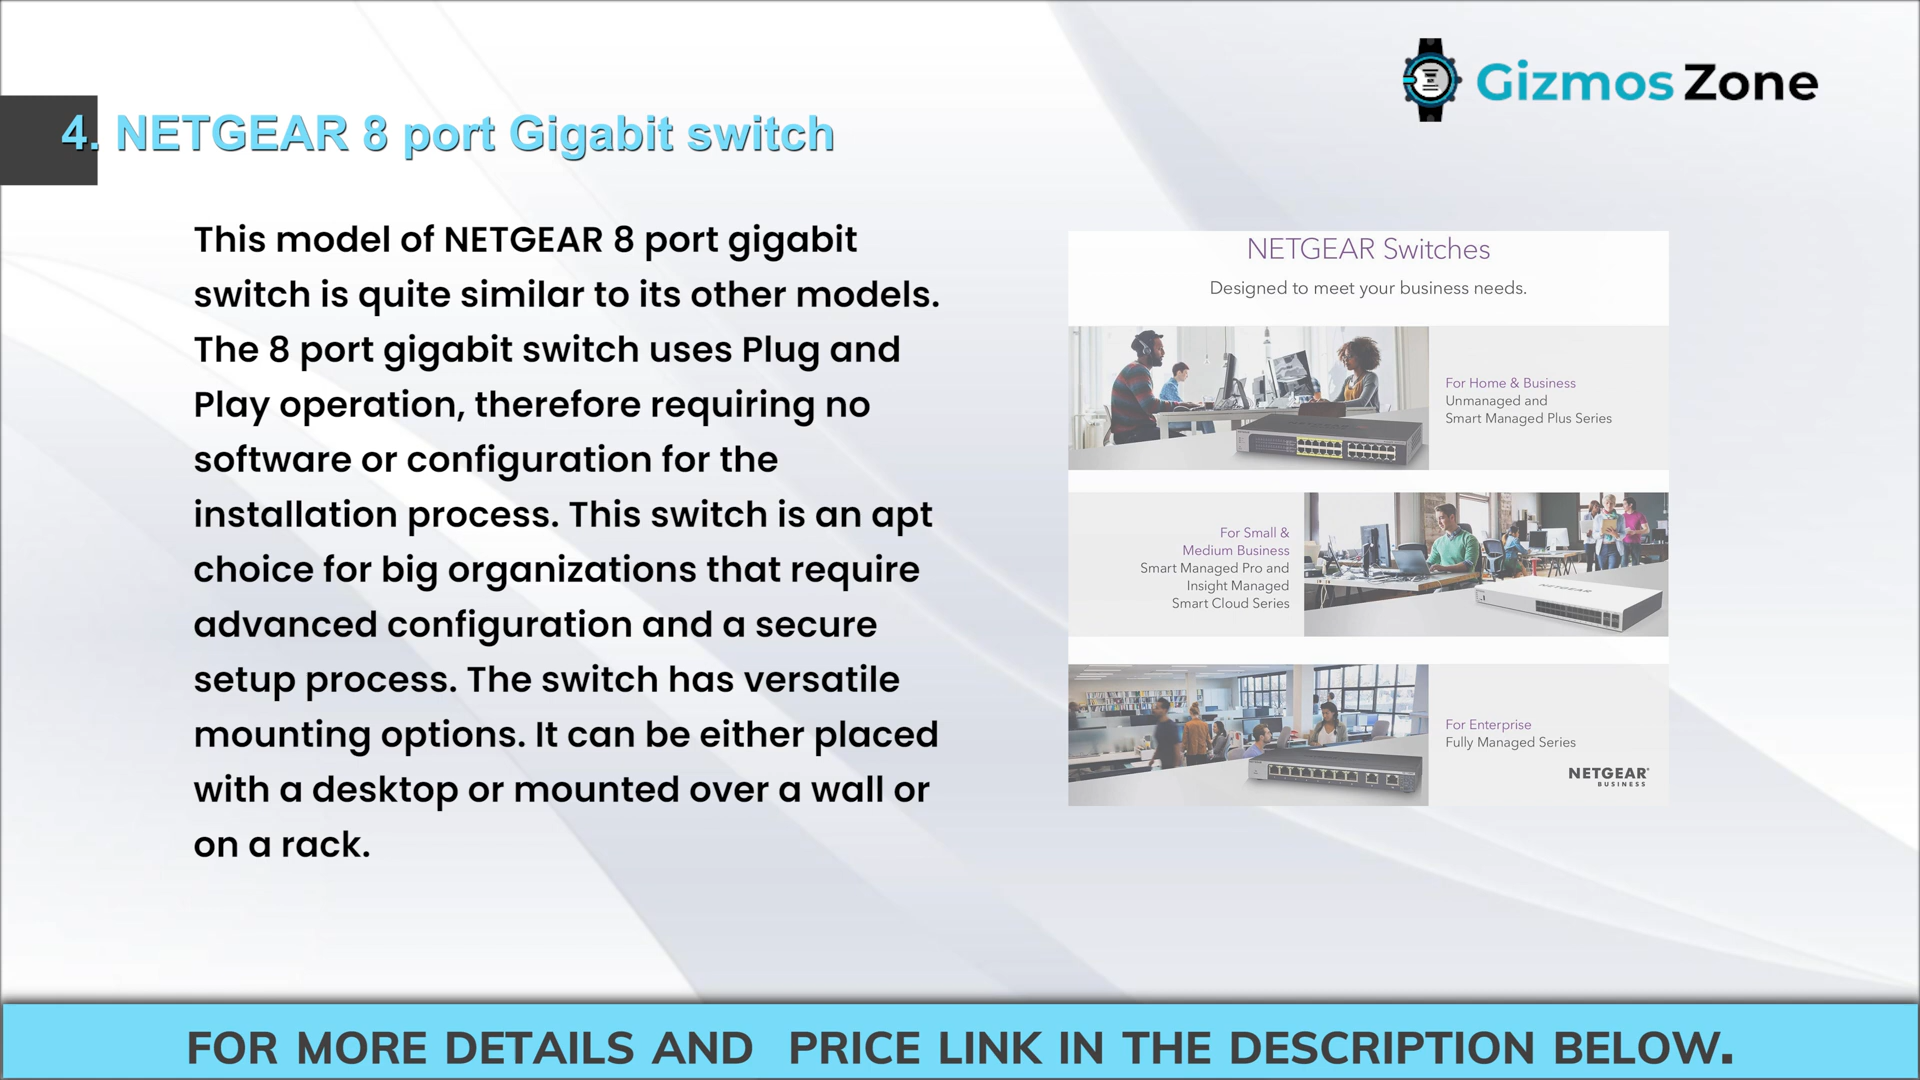 Gizmos Zone
4. NETGEAR 8 port Gigabit switch
This model of NETGEAR 8 port gigabit
switch is quite similar to its other models.
The 8 port gigabit switch uses Plug and
Play operation, therefore requiring no
software or configuration for the
installation process. This switch is an apt
choice for big organizations that require
advanced configuration and a secure
setup process. The switch has versatile
mounting options. It can be either placed
with a desktop or mounted over a wall or
on a rack.
NETGEAR Switches
Designed to meet your business needs.
For Home & Business
Unmanaged and
Smart Managed Plus Series
For Small &
Medium Business
Smart Managed Pro and
Insight Managed
Smart Cloud Series
NETGEAR
For Enterprise
Fully Managed Series
NETGEAR
BUSINESS
FOR MORE DETAILS AND PRICE LINK IN THE DESCRIPTION BELOW.